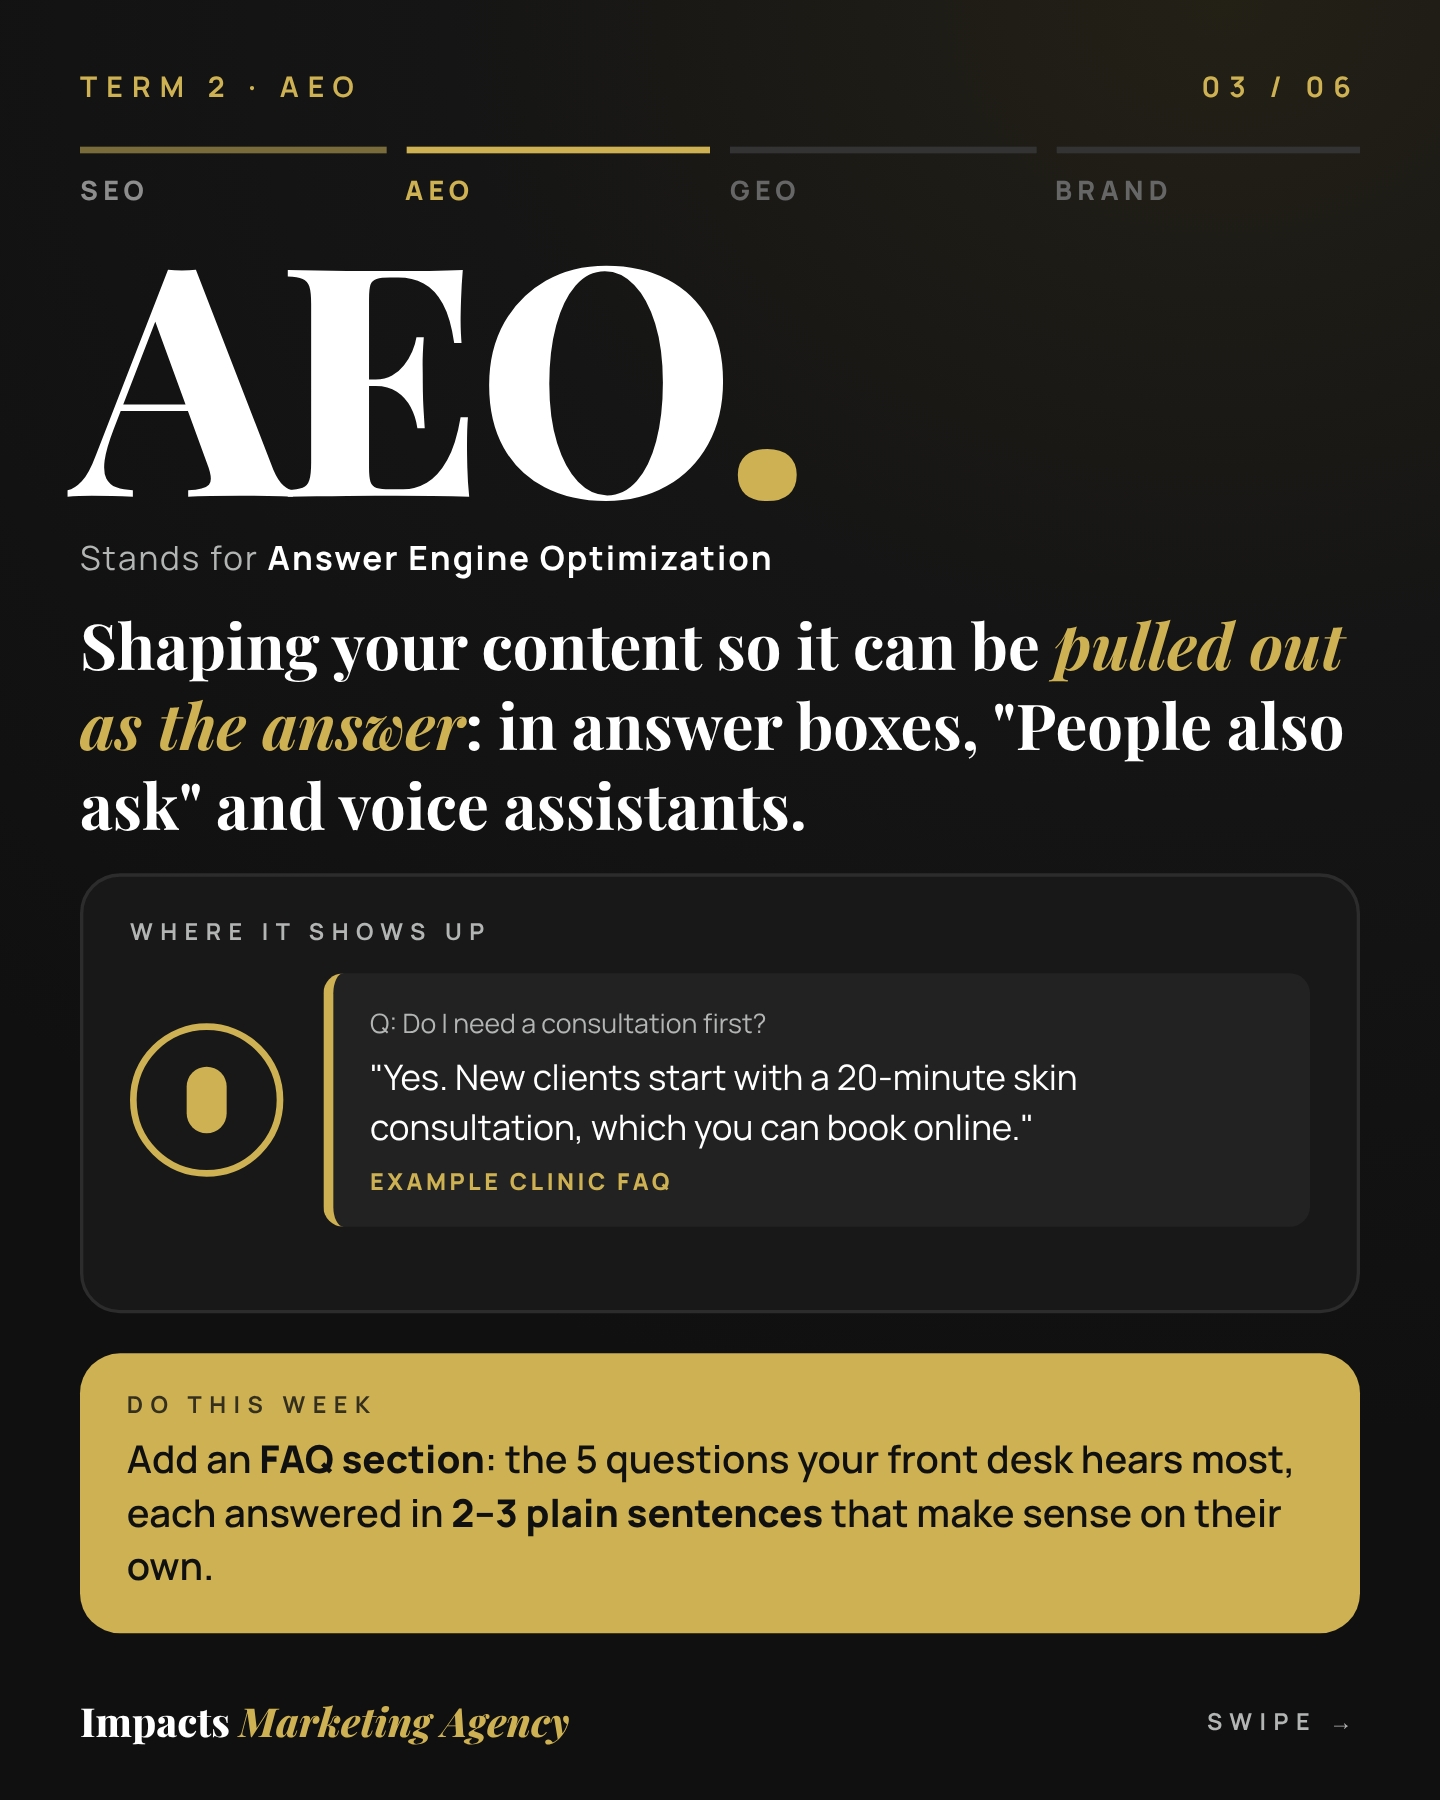 TERM 2 · AEO
03 / 06
SEO
AEO
GEO
BRAND
AEO.
Stands for Answer Engine Optimization
Shaping your content so it can be pulled out
as the answer: in answer boxes, "People also
ask" and voice assistants.
WHERE IT SHOWS UP
Q: Do I need a consultation first?
"Yes. New clients start with a 20-minute skin
consultation, which you can book online."
EXAMPLE CLINIC FAQ
DO THIS WEEK
Add an FAQ section: the 5 questions your front desk hears most,
each answered in 2–3 plain sentences that make sense on their
own.
Impacts Marketing Agency
SWIPE →